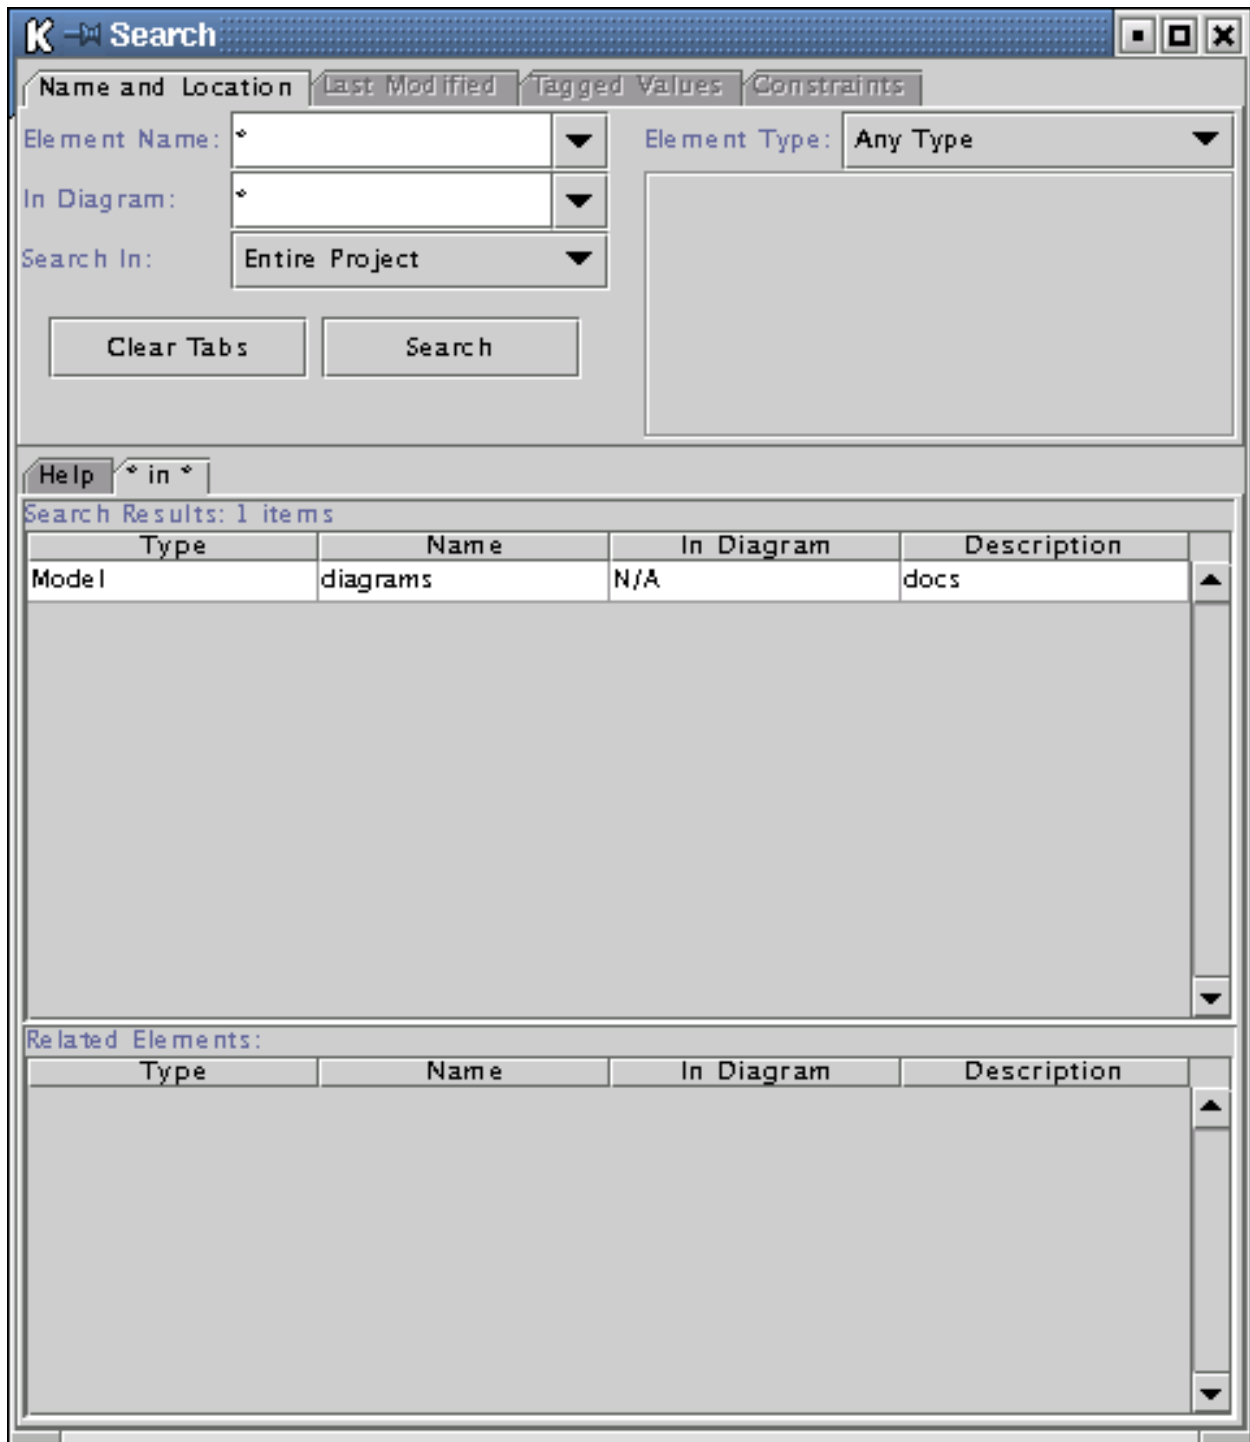 K Search
Name and Location Last Modified Tagged Values Constraints
Element Name: * Element Type: Any Type
In Diagram: *
Search In: Entire Project
Clear Tabs Search
Help * in *
Search Results: 1 items
Type Name In Diagram Description
Model diagrams N/A docs
Related Elements:
Type Name In Diagram Description